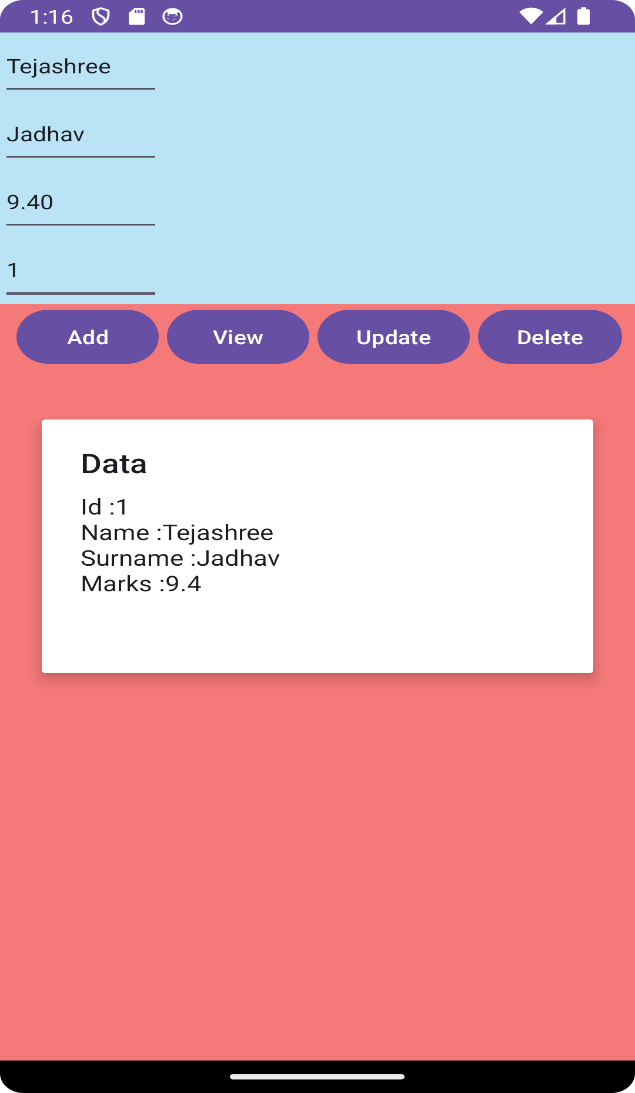 1:16
Tejashree
Jadhav
9.40
1
Add View Update Delete
Data
Id :1
Name :Tejashree
Surname :Jadhav
Marks :9.4